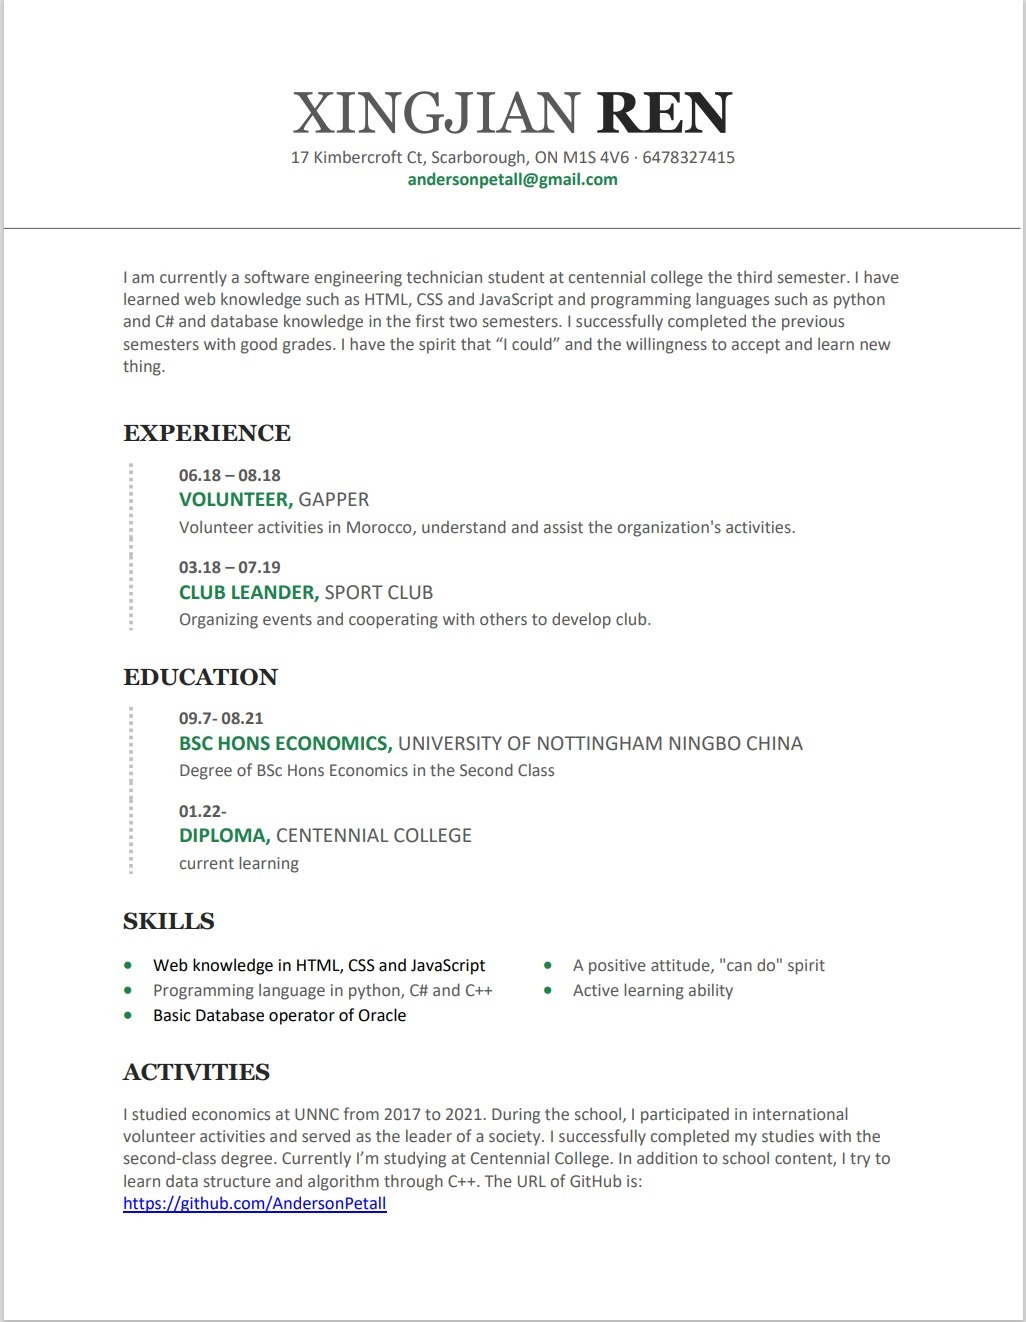 XINGJIAN REN
17 Kimbercroft Ct, Scarborough, ON M1S 4V6 · 6478327415
andersonpetall@gmail.com
I am currently a software engineering technician student at centennial college the third semester. I have
learned web knowledge such as HTML, CSS and JavaScript and programming languages such as python
and C# and database knowledge in the first two semesters. I successfully completed the previous
semesters with good grades. I have the spirit that “I could” and the willingness to accept and learn new
thing.
EXPERIENCE
06.18 – 08.18
VOLUNTEER, GAPPER
Volunteer activities in Morocco, understand and assist the organization's activities.
03.18 – 07.19
CLUB LEANDER, SPORT CLUB
Organizing events and cooperating with others to develop club.
EDUCATION
09.7- 08.21
BSC HONS ECONOMICS, UNIVERSITY OF NOTTINGHAM NINGBO CHINA
Degree of BSc Hons Economics in the Second Class
01.22-
DIPLOMA, CENTENNIAL COLLEGE
current learning
SKILLS
• Web knowledge in HTML, CSS and JavaScript
• Programming language in python, C# and C++
• Basic Database operator of Oracle
• A positive attitude, "can do" spirit
• Active learning ability
ACTIVITIES
I studied economics at UNNC from 2017 to 2021. During the school, I participated in international
volunteer activities and served as the leader of a society. I successfully completed my studies with the
second-class degree. Currently I’m studying at Centennial College. In addition to school content, I try to
learn data structure and algorithm through C++. The URL of GitHub is:
https://github.com/AndersonPetall